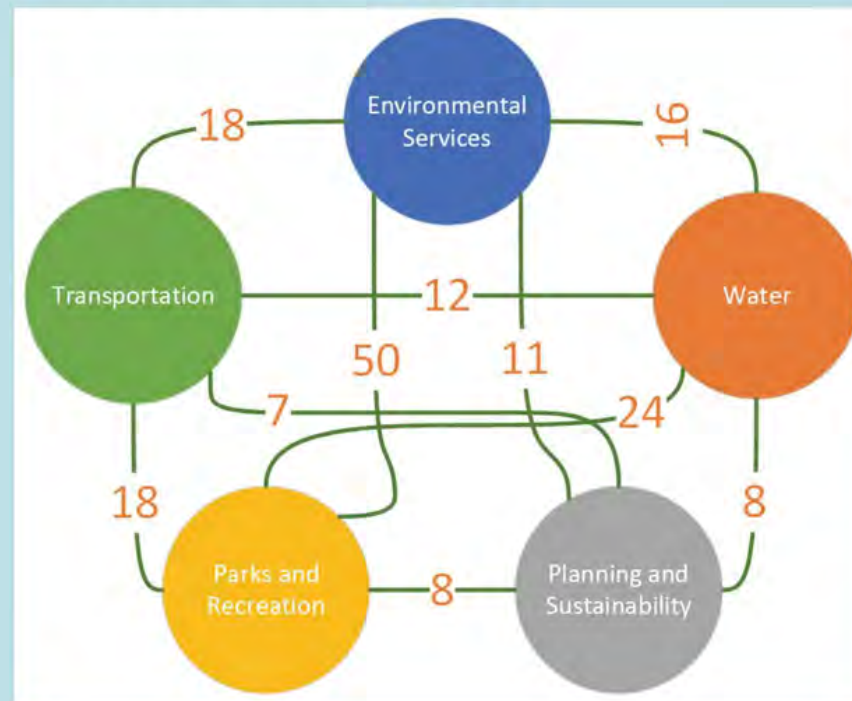 Environmental
Services
18
16
Transportation
12
Water
50
11
7
24
18
8
Parks and
Recreation
8
Planning and
Sustainability